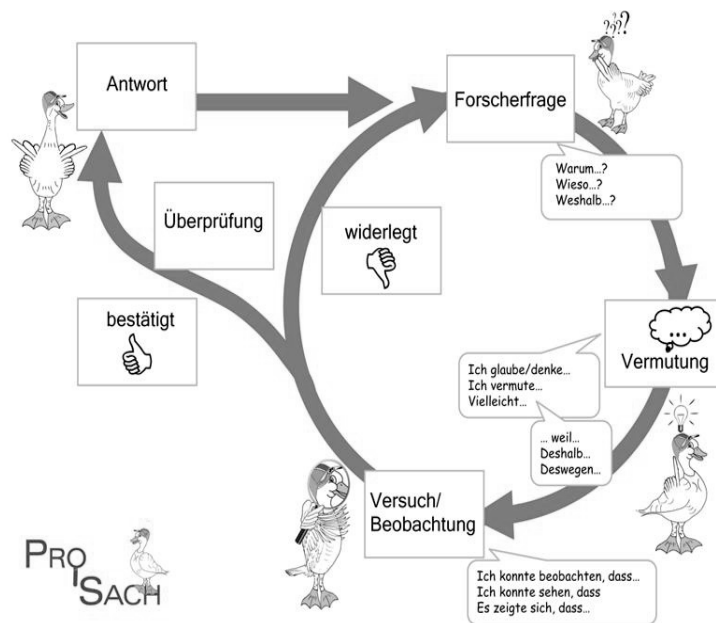 Antwort
Forscherfrage
????
Warum...?
Wieso...?
Weshalb...?
Überprüfung
widerlegt
bestätigt
...
Vermutung
Ich glaube/denke...
Ich vermute...
Vielleicht...
... weil...
Deshalb...
Deswegen...
Versuch/
Beobachtung
Ich konnte beobachten, dass...
Ich konnte sehen, dass
Es zeigte sich, dass...
PRO
SACH